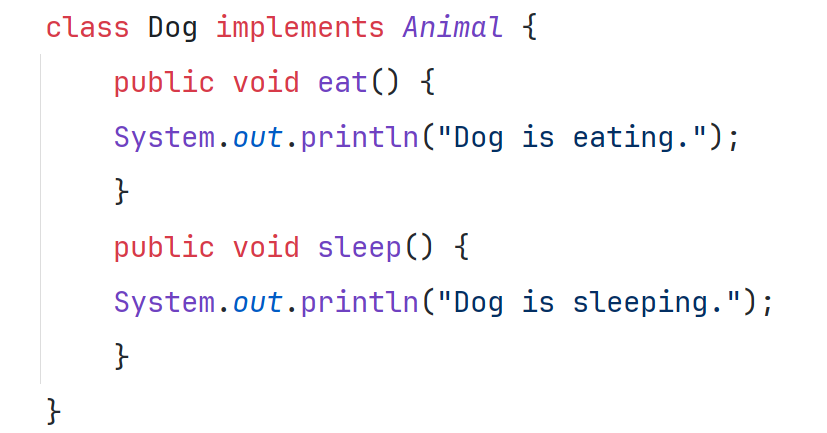 class Dog implements Animal {
public void eat() {
System.out.println("Dog is eating.");
}
public void sleep() {
System.out.println("Dog is sleeping.");
}
}